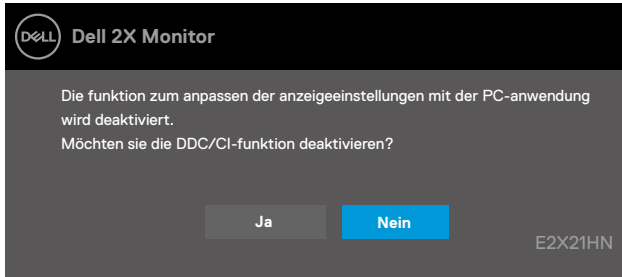 DELL Dell 2X Monitor
Die funktion zum anpassen der anzeigeeinstellungen mit der PC-anwendung
wird deaktiviert.
Möchten sie die DDC/CI-funktion deaktivieren?
Ja Nein
E2X21HN